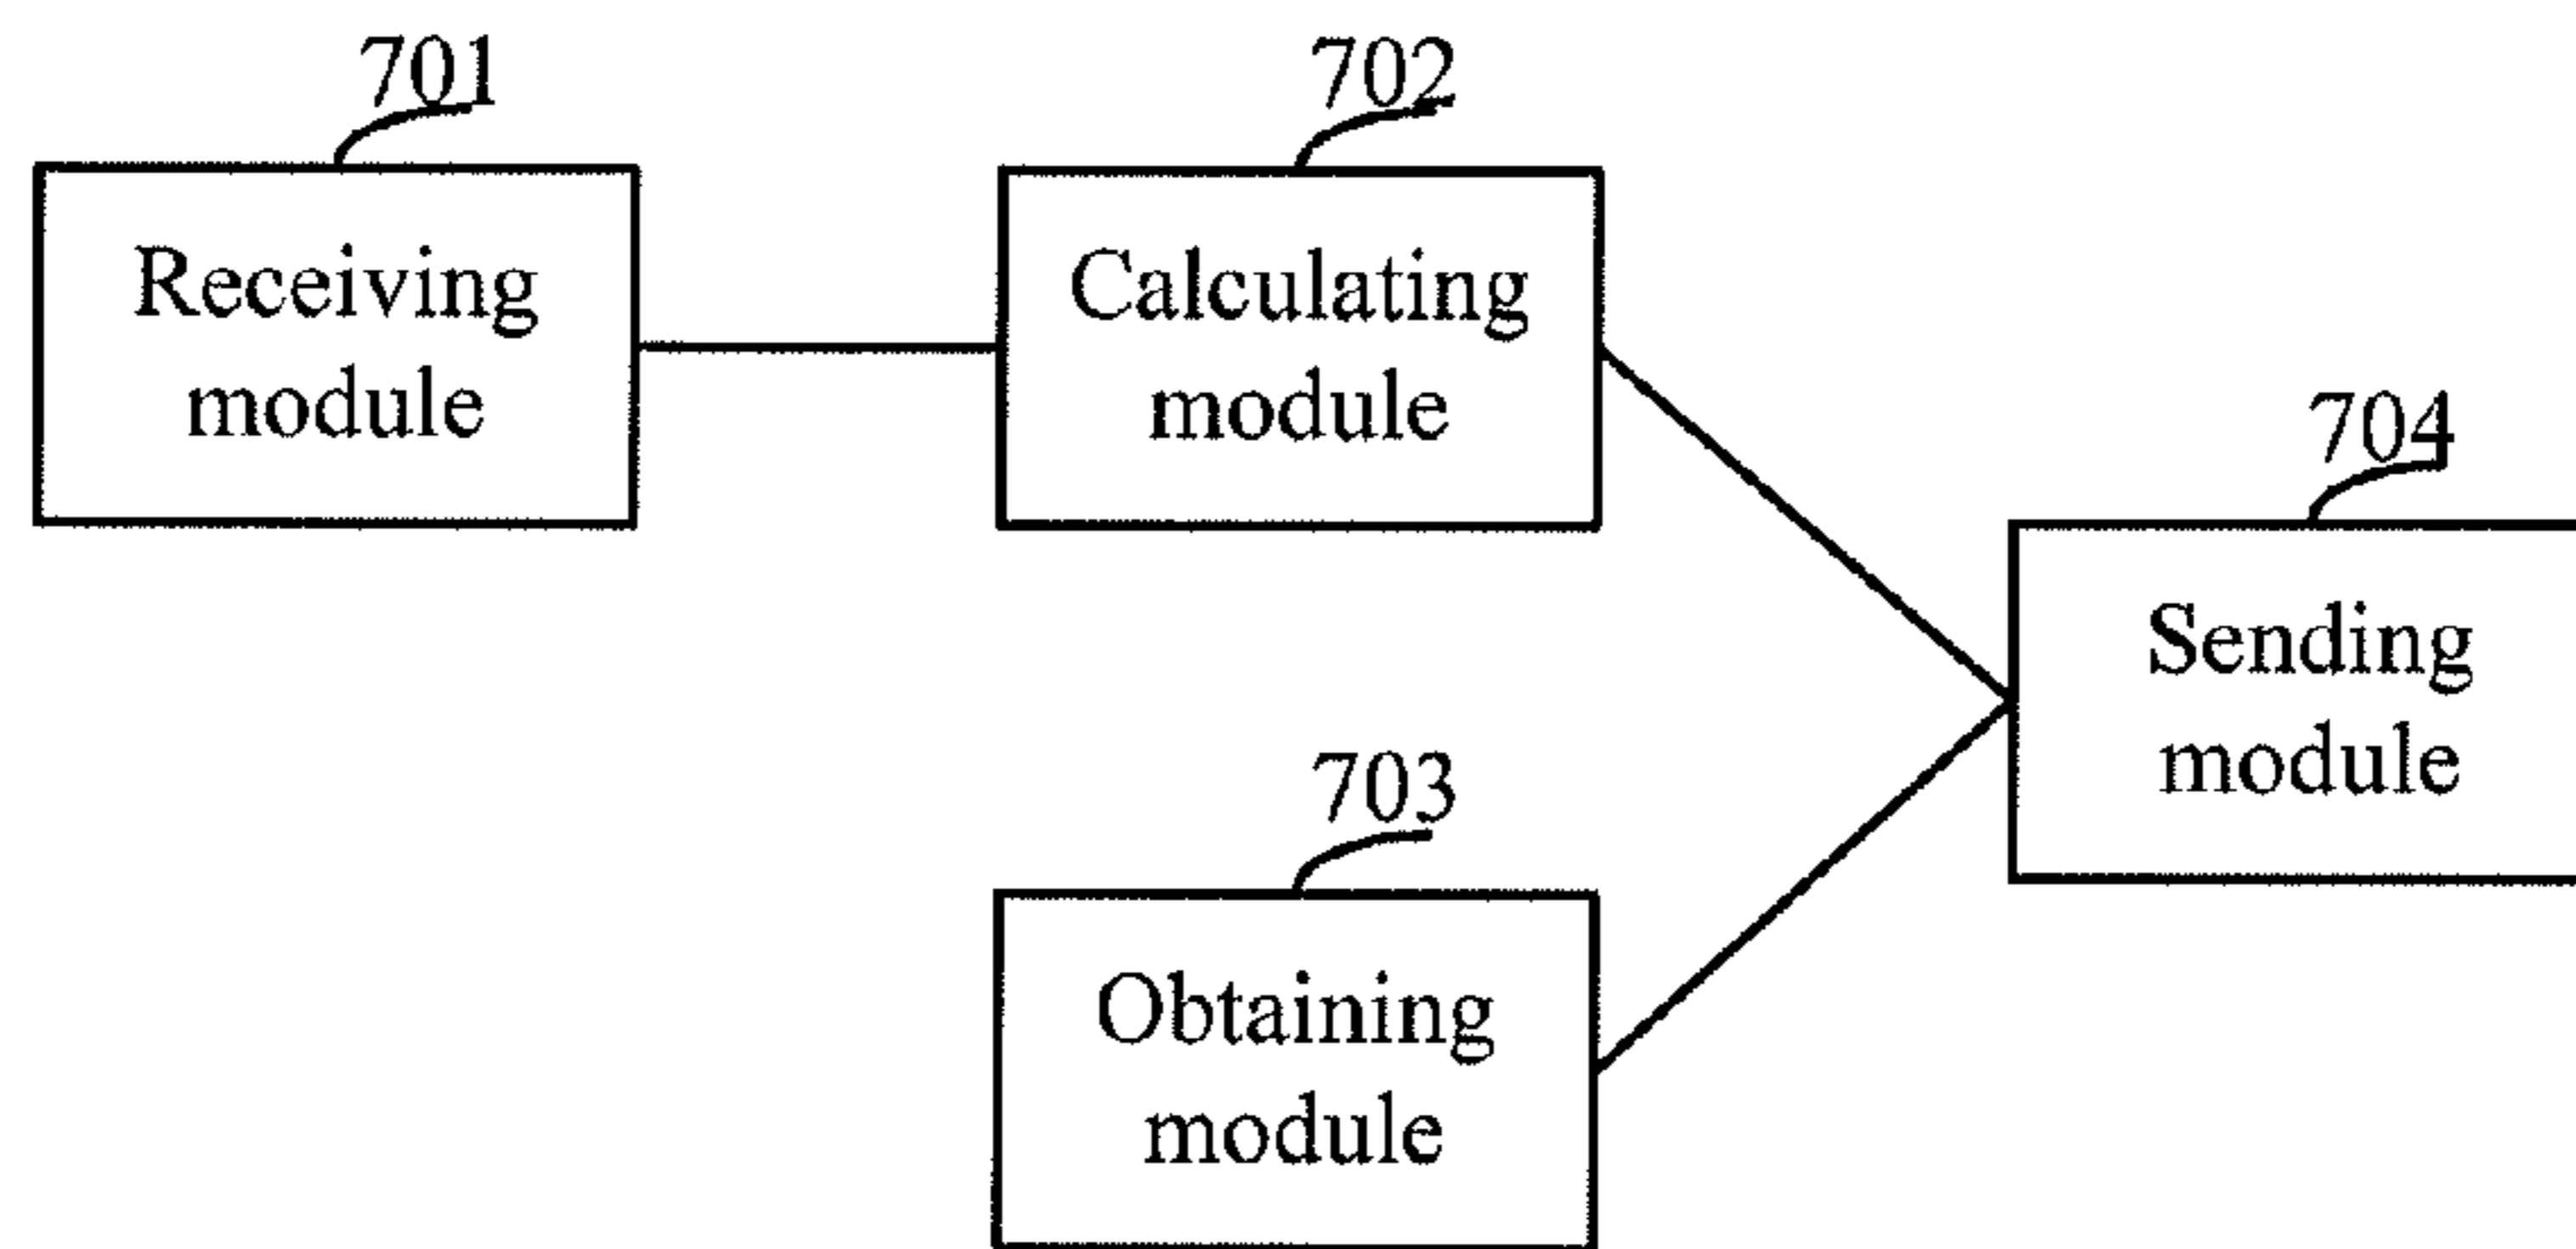 701
Receiving
module
702
Calculating
module
703
Obtaining
module
704
Sending
module